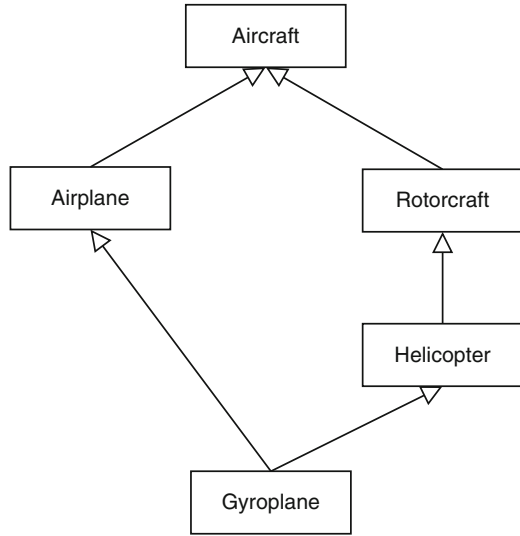 Aircraft
Airplane
Rotorcraft
Helicopter
Gyroplane